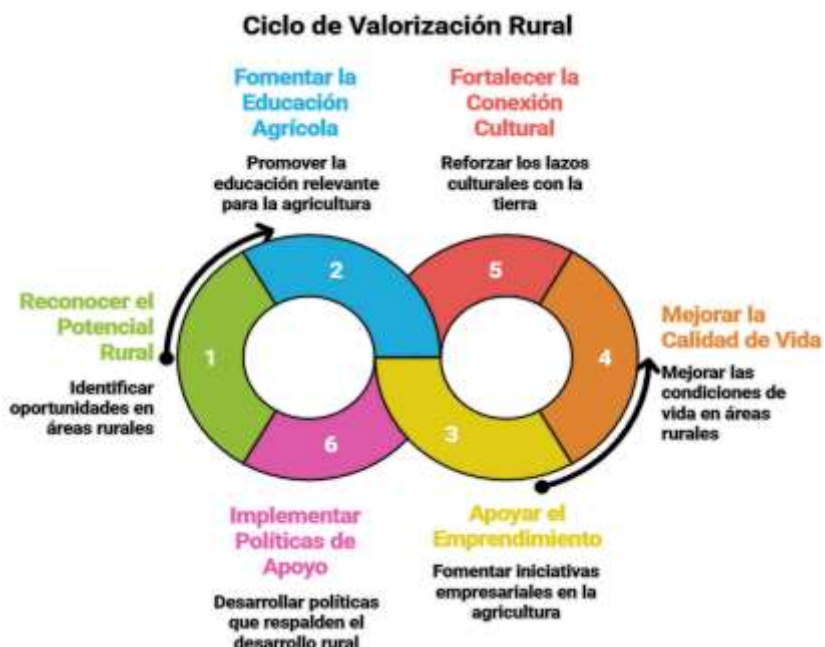 Ciclo de Valorización Rural
Fomentar la
Educación
Agrícola
Promover la
educación relevante
para la agricultura
Fortalecer la
Conexión
Cultural
Reforzar los lazos
culturales con la
tierra
2
5
Reconocer el
Potencial
Rural
Identificar
oportunidades en
áreas rurales
1
4
Mejorar la
Calidad de Vida
Mejorar las
condiciones de
vida en áreas
rurales
6
3
Implementar
Políticas de
Apoyo
Desarrollar políticas
que respalden el
desarrollo rural
Apoyar el
Emprendimiento
Fomentar iniciativas
empresariales en la
agricultura